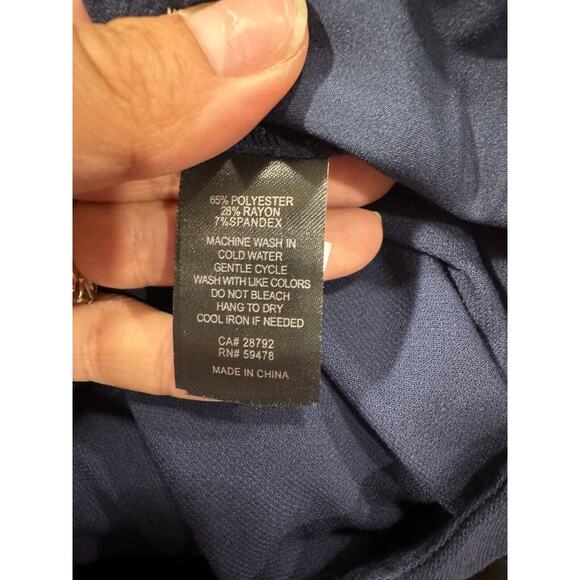 65% POLYESTER
28% RAYON
7%SPANDEX
MACHINE WASH IN
COLD WATER
GENTLE CYCLE
WASH WITH LIKE COLORS
DO NOT BLEACH
HANG TO DRY
COOL IRON IF NEEDED
CA# 28792
RN# 59478
MADE IN CHINA